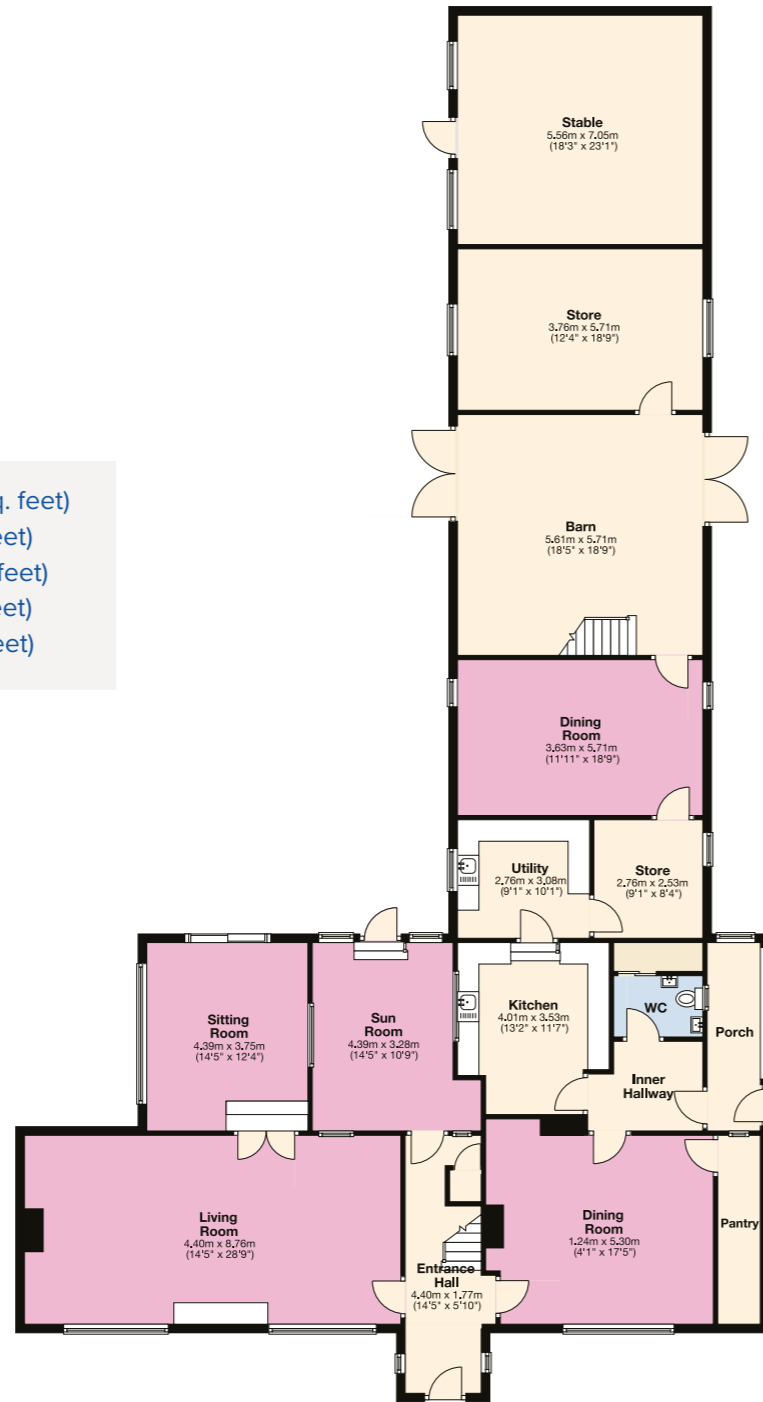 Stable
5.56m x 7.05m
(18'3" x 23'1")
Store
3.76m x 5.71m
(12'4" x 18'9")
q. feet)
eet)
feet)
eet)
eet)
Barn
5.61m x 5.71m
(18'5" x 18'9")
Dining
Room
3.63m x 5.71m
(11'11" x 18'9")
Utility
2.76m x 3.08m
(9'1" x 10'1")
Store
2.76m x 2.53m
(9'1" x 8'4")
Sitting
Room
4.39m x 3.75m
(14'5" x 12'4")
Sun
Room
4.39m x 3.28m
(14'5" x 10'9")
Kitchen
4.01m x 3.53m
(13'2" x 11'7")
WC
Porch
Inner
Hallway
Living
Room
4.40m x 8.76m
(14'5" x 28'9")
Entrance
Hall
4.40m x 1.77m
(14'5" x 5'10")
Dining
Room
1.24m x 5.30m
(4'1" x 17'5")
Pantry